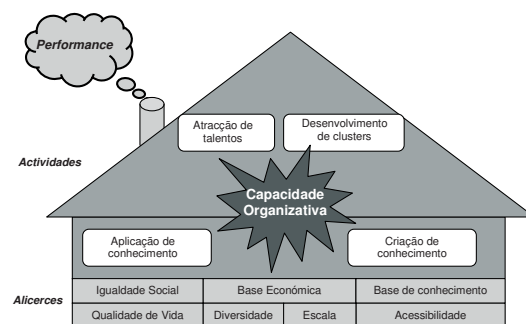 Performance
Atracção de
talentos
Desenvolvimento
de clusters
Actividades
Capacidade
Organizativa
Aplicação de
conhecimento
Criação de
conhecimento
Igualdade Social
Base Económica
Base de conhecimento
Alicerces
Qualidade de Vida
Diversidade
Escala
Acessibilidade